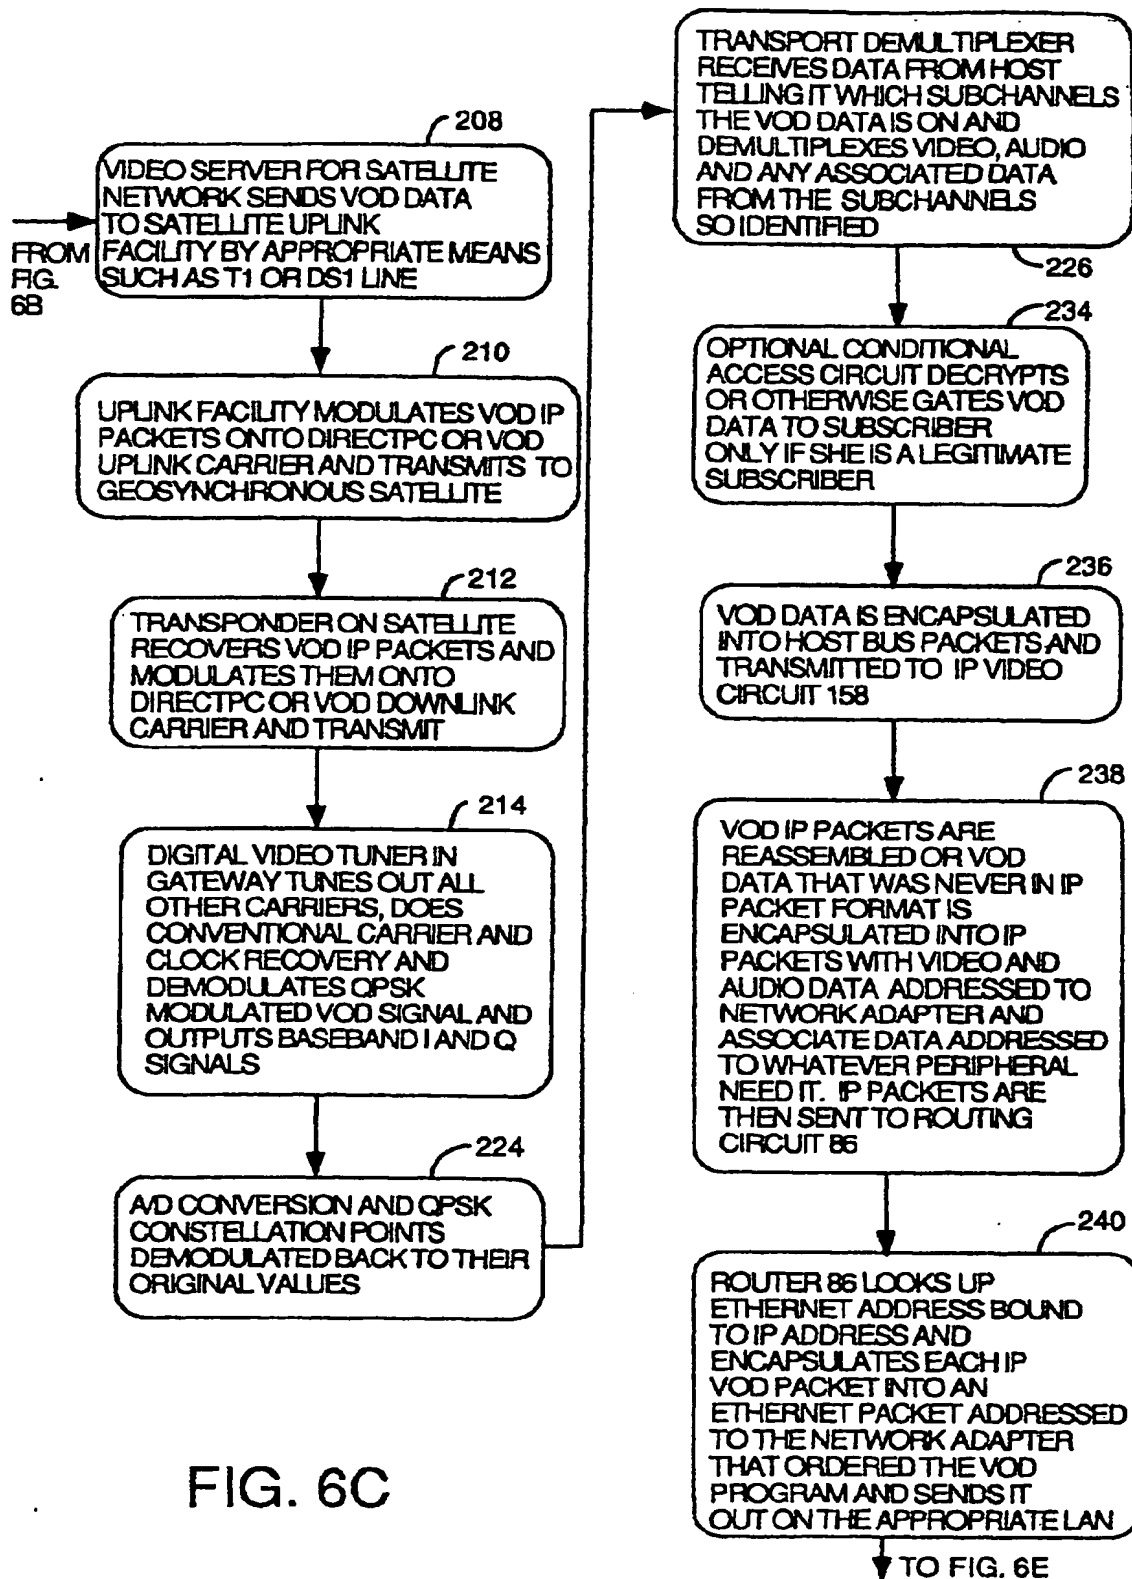 208
VIDEO SERVER FOR SATELLITE
NETWORK SENDS VOD DATA
TO SATELLITE UPLINK
FACILITY BY APPROPRIATE MEANS
SUCH AS T1 OR DS1 LINE
FROM
FIG.
6B
210
UPLINK FACILITY MODULATES VOD IP
PACKETS ONTO DIRECTPC OR VOD
UPLINK CARRIER AND TRANSMITS TO
GEOSYNCHRONOUS SATELLITE
212
TRANSPONDER ON SATELLITE
RECOVERS VOD IP PACKETS AND
MODULATES THEM ONTO
DIRECTPC OR VOD DOWNLINK
CARRIER AND TRANSMIT
214
DIGITAL VIDEO TUNER IN
GATEWAY TUNES OUT ALL
OTHER CARRIERS, DOES
CONVENTIONAL CARRIER AND
CLOCK RECOVERY AND
DEMODULATES QPSK
MODULATED VOD SIGNAL AND
OUTPUTS BASEBAND I AND Q
SIGNALS
224
A/D CONVERSION AND QPSK
CONSTELLATION POINTS
DEMODULATED BACK TO THEIR
ORIGINAL VALUES
TRANSPORT DEMULTIPLEXER
RECEIVES DATA FROM HOST
TELLING IT WHICH SUBCHANNELS
THE VOD DATA IS ON AND
DEMULTIPLEXES VIDEO, AUDIO
AND ANY ASSOCIATED DATA
FROM THE SUBCHANNELS
SO IDENTIFIED
226
234
OPTIONAL CONDITIONAL
ACCESS CIRCUIT DECRYPTS
OR OTHERWISE GATES VOD
DATA TO SUBSCRIBER
ONLY IF SHE IS A LEGITIMATE
SUBSCRIBER
236
VOD DATA IS ENCAPSULATED
INTO HOST BUS PACKETS AND
TRANSMITTED TO IP VIDEO
CIRCUIT 158
238
VOD IP PACKETS ARE
REASSEMBLED OR VOD
DATA THAT WAS NEVER IN IP
PACKET FORMAT IS
ENCAPSULATED INTO IP
PACKETS WITH VIDEO AND
AUDIO DATA ADDRESSED TO
NETWORK ADAPTER AND
ASSOCIATE DATA ADDRESSED
TO WHATEVER PERIPHERAL
NEED IT. IP PACKETS ARE
THEN SENT TO ROUTING
CIRCUIT 86
240
ROUTER 86 LOOKS UP
ETHERNET ADDRESS BOUND
TO IP ADDRESS AND
ENCAPSULATES EACH IP
VOD PACKET INTO AN
ETHERNET PACKET ADDRESSED
TO THE NETWORK ADAPTER
THAT ORDERED THE VOD
PROGRAM AND SENDS IT
OUT ON THE APPROPRIATE LAN
TO FIG. 6E
FIG. 6C